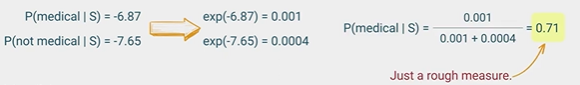 P(medical | S) = -6.87
exp(-6.87) = 0.001
P(not medical | S) = -7.65
exp(-7.65) = 0.0004
P(medical | S) = 0.001 / 0.001 + 0.0004 = 0.71
Just a rough measure.